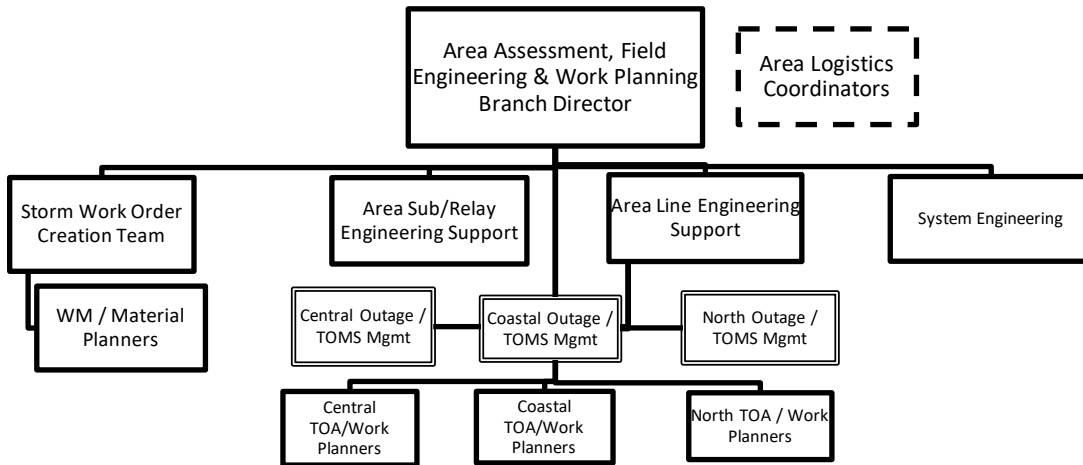 Area Assessment, Field
Engineering & Work Planning
Branch Director
Area Logistics
Coordinators
Storm Work Order
Creation Team
Area Sub/Relay
Engineering Support
Area Line Engineering
Support
System Engineering
WM / Material
Planners
Central Outage /
TOMS Mgmt
Coastal Outage /
TOMS Mgmt
North Outage /
TOMS Mgmt
Central
TOA/Work
Planners
Coastal
TOA/Work
Planners
North TOA / Work
Planners